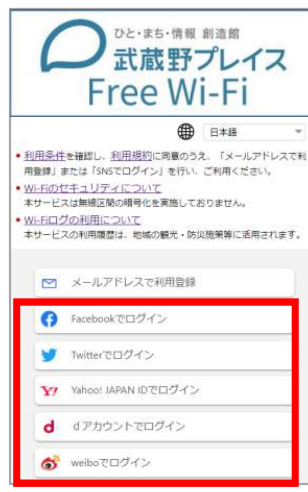 ひと・まち・情報 創造館
武蔵野プレイス
Free Wi-Fi
日本語
利用条件を確認し、利用規約に同意のうえ、「メールアドレスで利
用登録」または「SNSでログイン」を行い、ご利用ください。
Wi-Fiのセキュリティについて
本サービスは無線区間の暗号化を実施しておりません。
Wi-Fiログの利用について
本サービスの利用履歴は、地域の観光・防災施策等に活用されます。
メールアドレスで利用登録
Facebookでログイン
Twitterでログイン
Y!
Yahoo! JAPAN IDでログイン
d
dアカウントでログイン
weiboでログイン